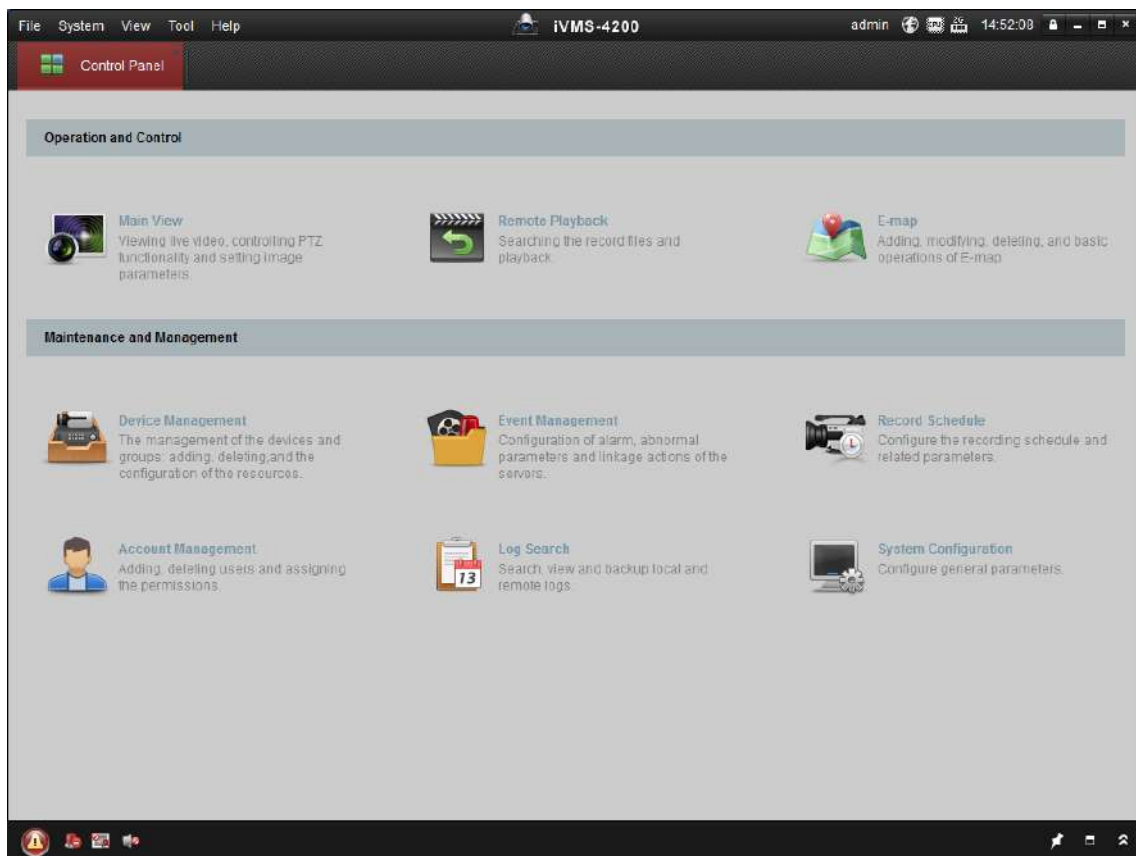 File System View Tool Help iVMS-4200 admin 14:52:08
Control Panel
Operation and Control
Main View
Viewing live video, controlling PTZ
functionality and setting image
parameters.
Remote Playback
Searching the record files and
playback.
E-map
Adding, modifying, deleting, and basic
operations of E-map
Maintenance and Management
Device Management
The management of the devices and
groups: adding, deleting,and the
configuration of the resources.
Event Management
Configuration of alarm, abnormal
parameters and linkage actions of the
servers.
Record Schedule
Configure the recording schedule and
related parameters.
Account Management
Adding, deleting users and assigning
the permissions.
Log Search
Search, view and backup local and
remote logs.
13
System Configuration
Configure general parameters.